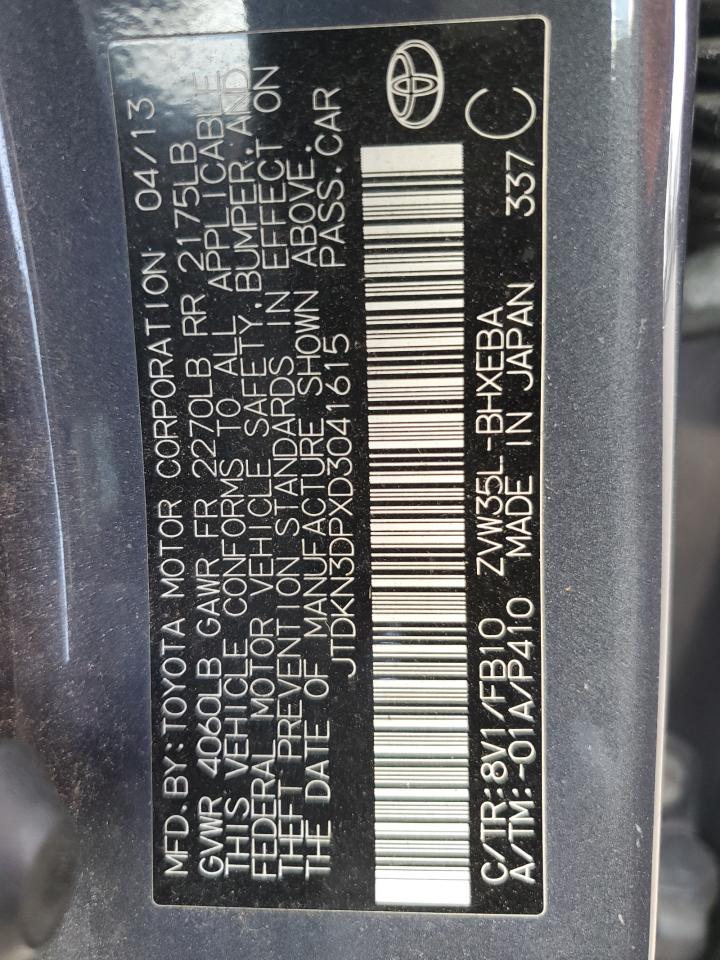 MFD.BY:TOYOTA MOTOR CORPORATION 04/13
GVWR 4060LB GAWR FR 2270LB RR 2175LB
THIS VEHICLE CONFORMS TO ALL APPLICABLE
FEDERAL MOTOR VEHICLE SAFETY,BUMPER,AND
THEFT PREVENTION STANDARDS IN EFFECT ON
THE DATE OF MANUFACTURE SHOWN ABOVE.
JTDKN3DPXD3041615 PASS.CAR
C/TR:8V1/FB10 ZVW35L-BHXEBA
A/TM:-01A/P410 MADE IN JAPAN 337 C